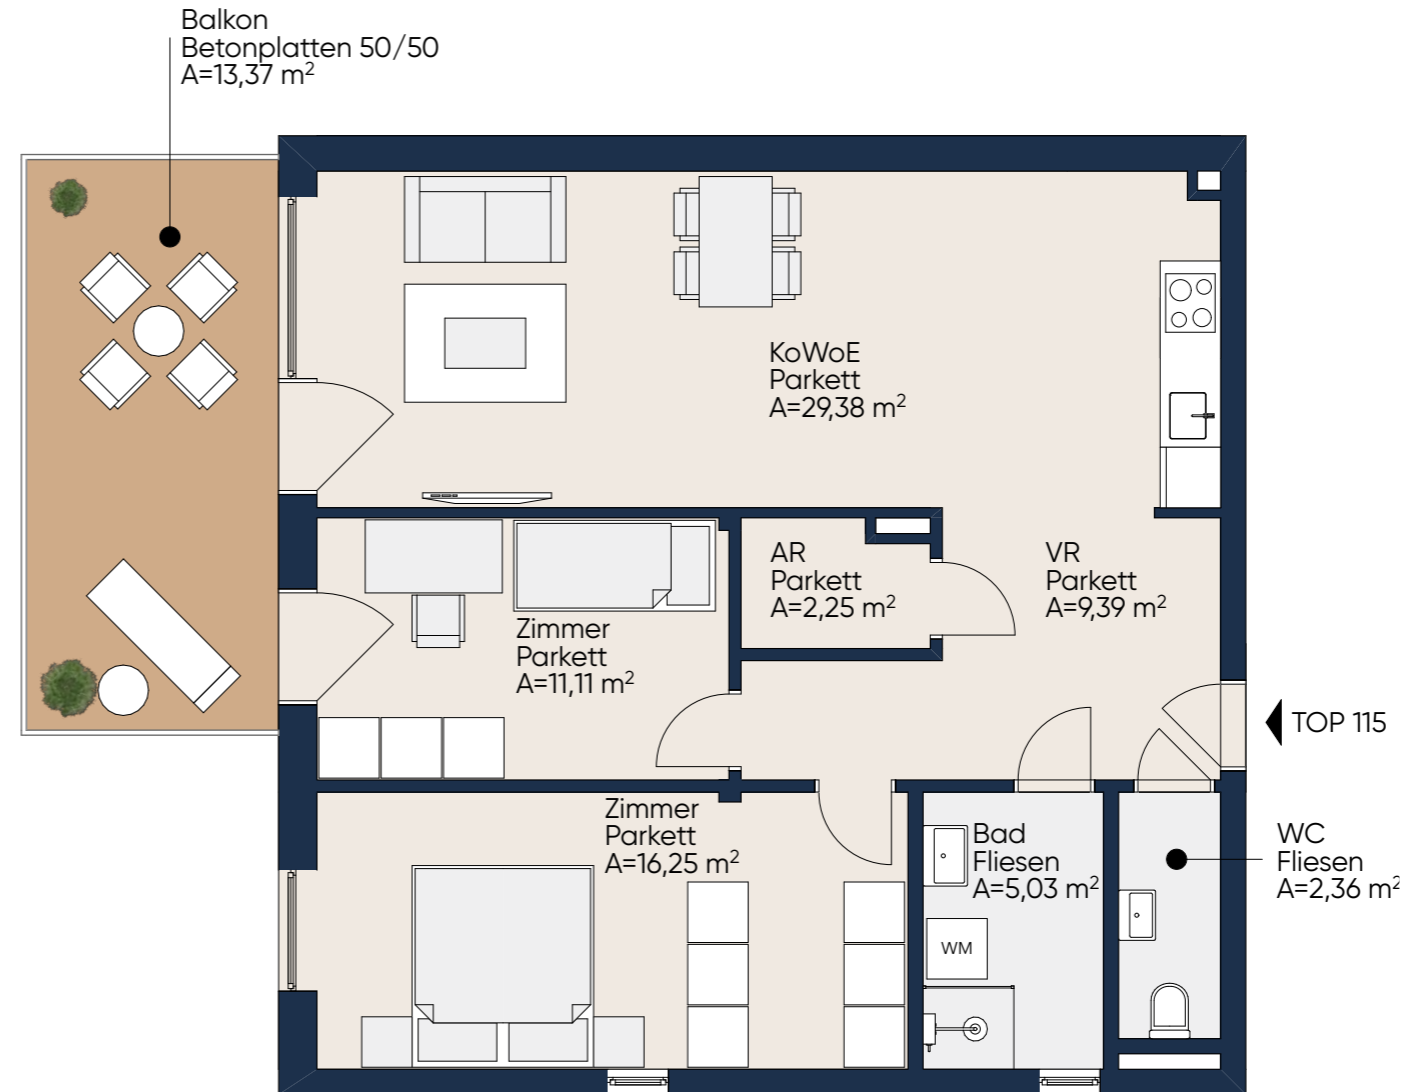 Balkon
Betonplatten 50/50
A=13,37 m²
KoWoE
Parkett
A=29,38 m²
AR
Parkett
A=2,25 m²
VR
Parkett
A=9,39 m²
Zimmer
Parkett
A=11,11 m²
TOP 115
Zimmer
Parkett
A=16,25 m²
Bad
Fliesen
A=5,03 m²
WC
Fliesen
A=2,36 m²
WM